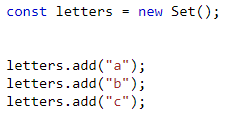 const letters = new Set();
letters.add("a");
letters.add("b");
letters.add("c");